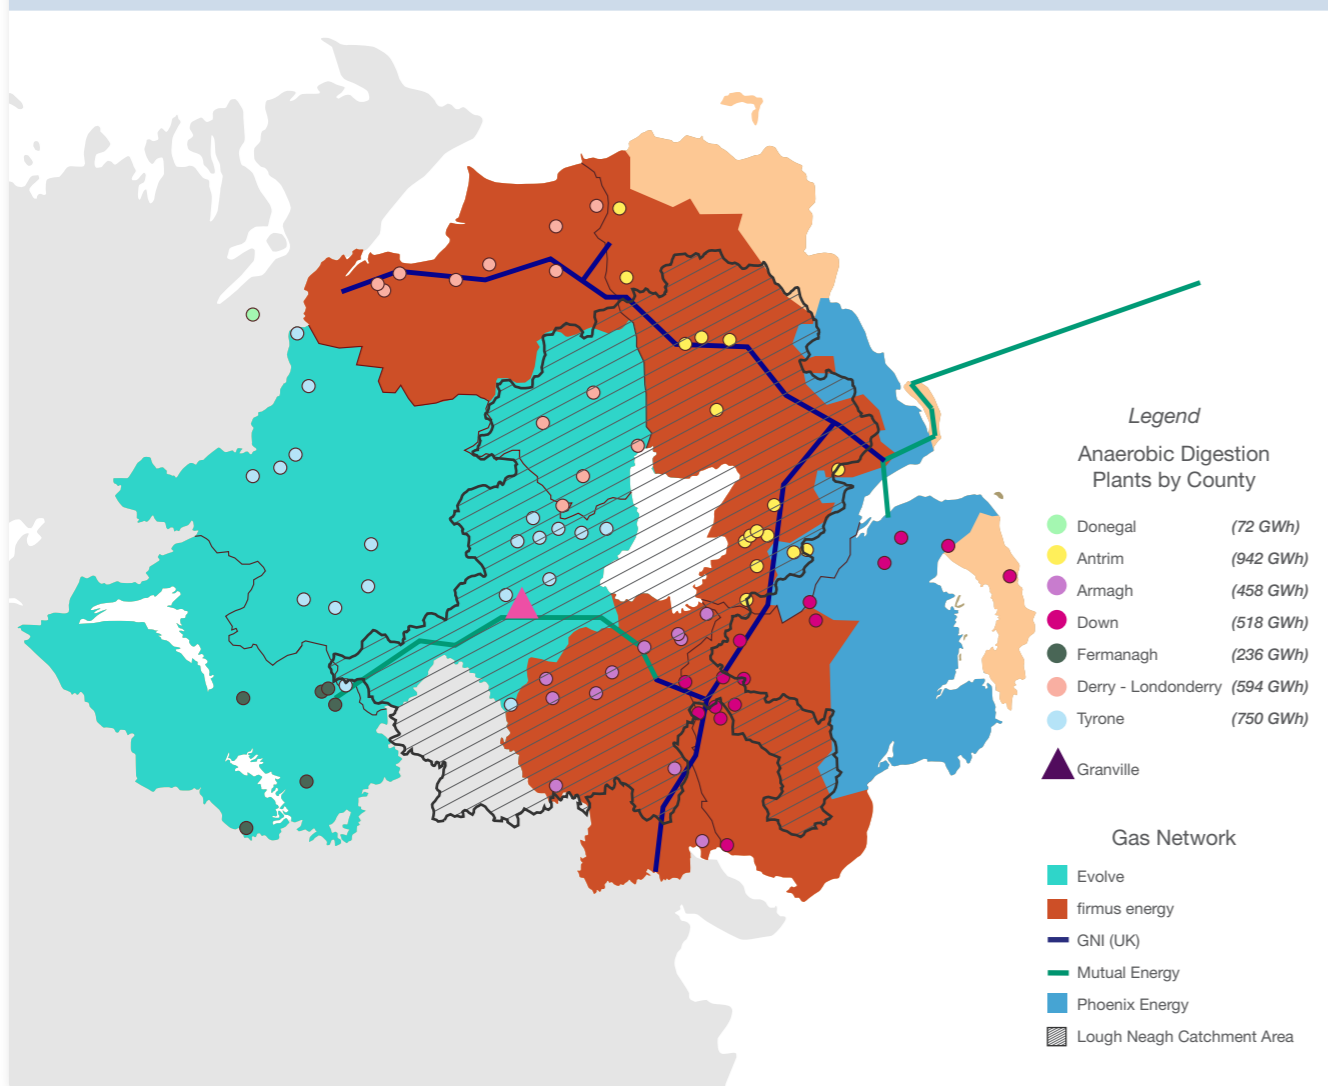 Legend
Anaerobic Digestion
Plants by County
Donegal (72 GWh)
Antrim (942 GWh)
Armagh (458 GWh)
Down (518 GWh)
Fermanagh (236 GWh)
Derry - Londonderry (594 GWh)
Tyrone (750 GWh)
Granville
Gas Network
Evolve
firmus energy
GNI (UK)
Mutual Energy
Phoenix Energy
Lough Neagh Catchment Area